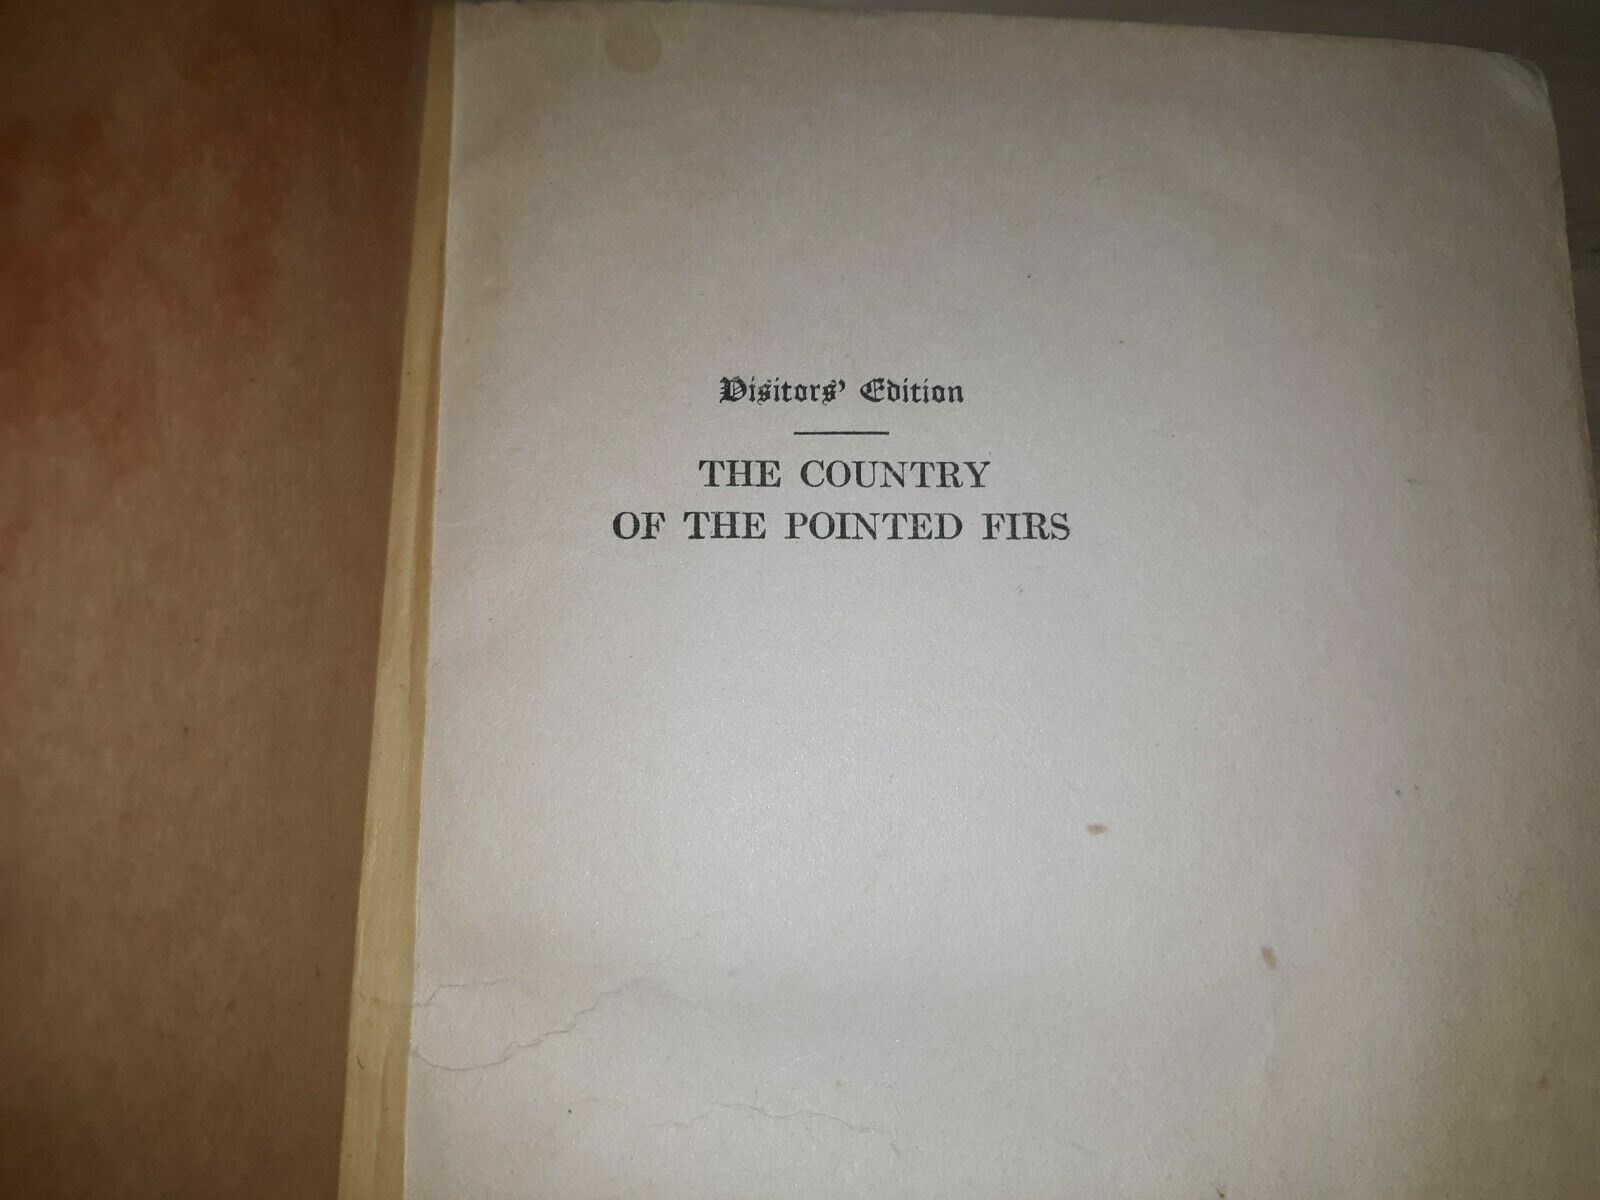 Visitors' Edition
THE COUNTRY
OF THE POINTED FIRS